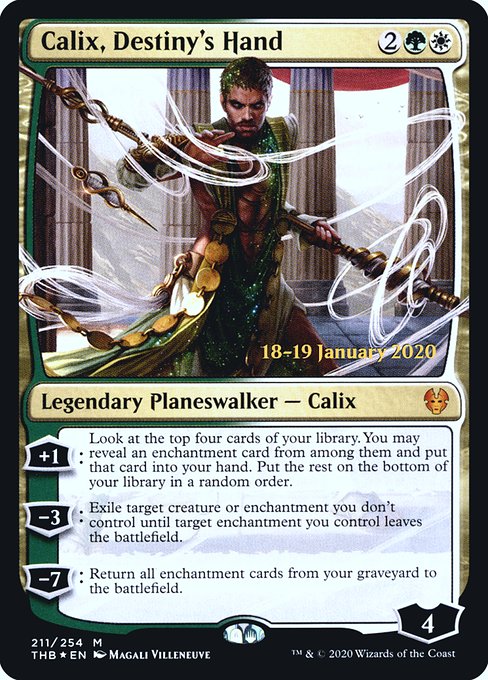 Calix, Destiny's Hand 2
18–19 January 2020
Legendary Planeswalker — Calix
+1 : Look at the top four cards of your library. You may
reveal an enchantment card from among them and put
that card into your hand. Put the rest on the bottom of
your library in a random order.
−3 : Exile target creature or enchantment you don't
control until target enchantment you control leaves
the battlefield.
−7 : Return all enchantment cards from your graveyard to
the battlefield.
4
211/254 M
THB ★ EN Magali Villeneuve
™ & © 2020 Wizards of the Coast